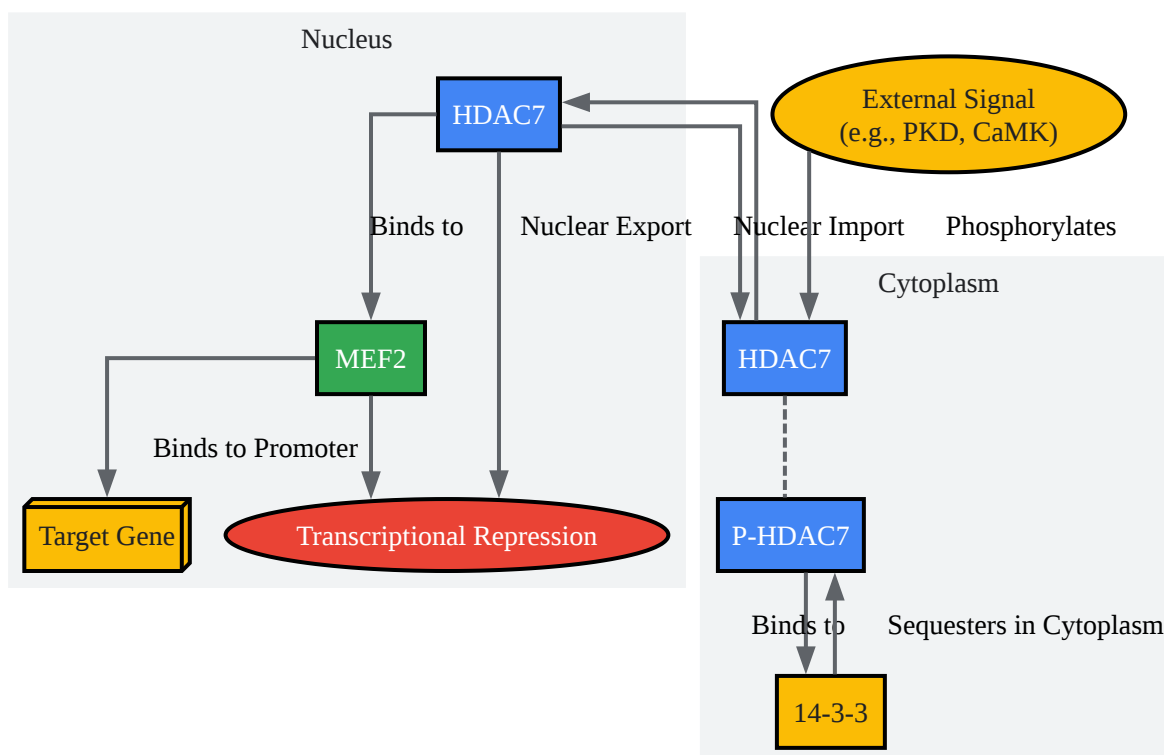 Nucleus
HDAC7
External Signal
(e.g., PKD, CaMK)
Binds to
Nuclear Export
Nuclear Import
Phosphorylates
Cytoplasm
MEF2
HDAC7
Binds to Promoter
Target Gene
Transcriptional Repression
P-HDAC7
Binds to
Sequesters in Cytoplasm
14-3-3